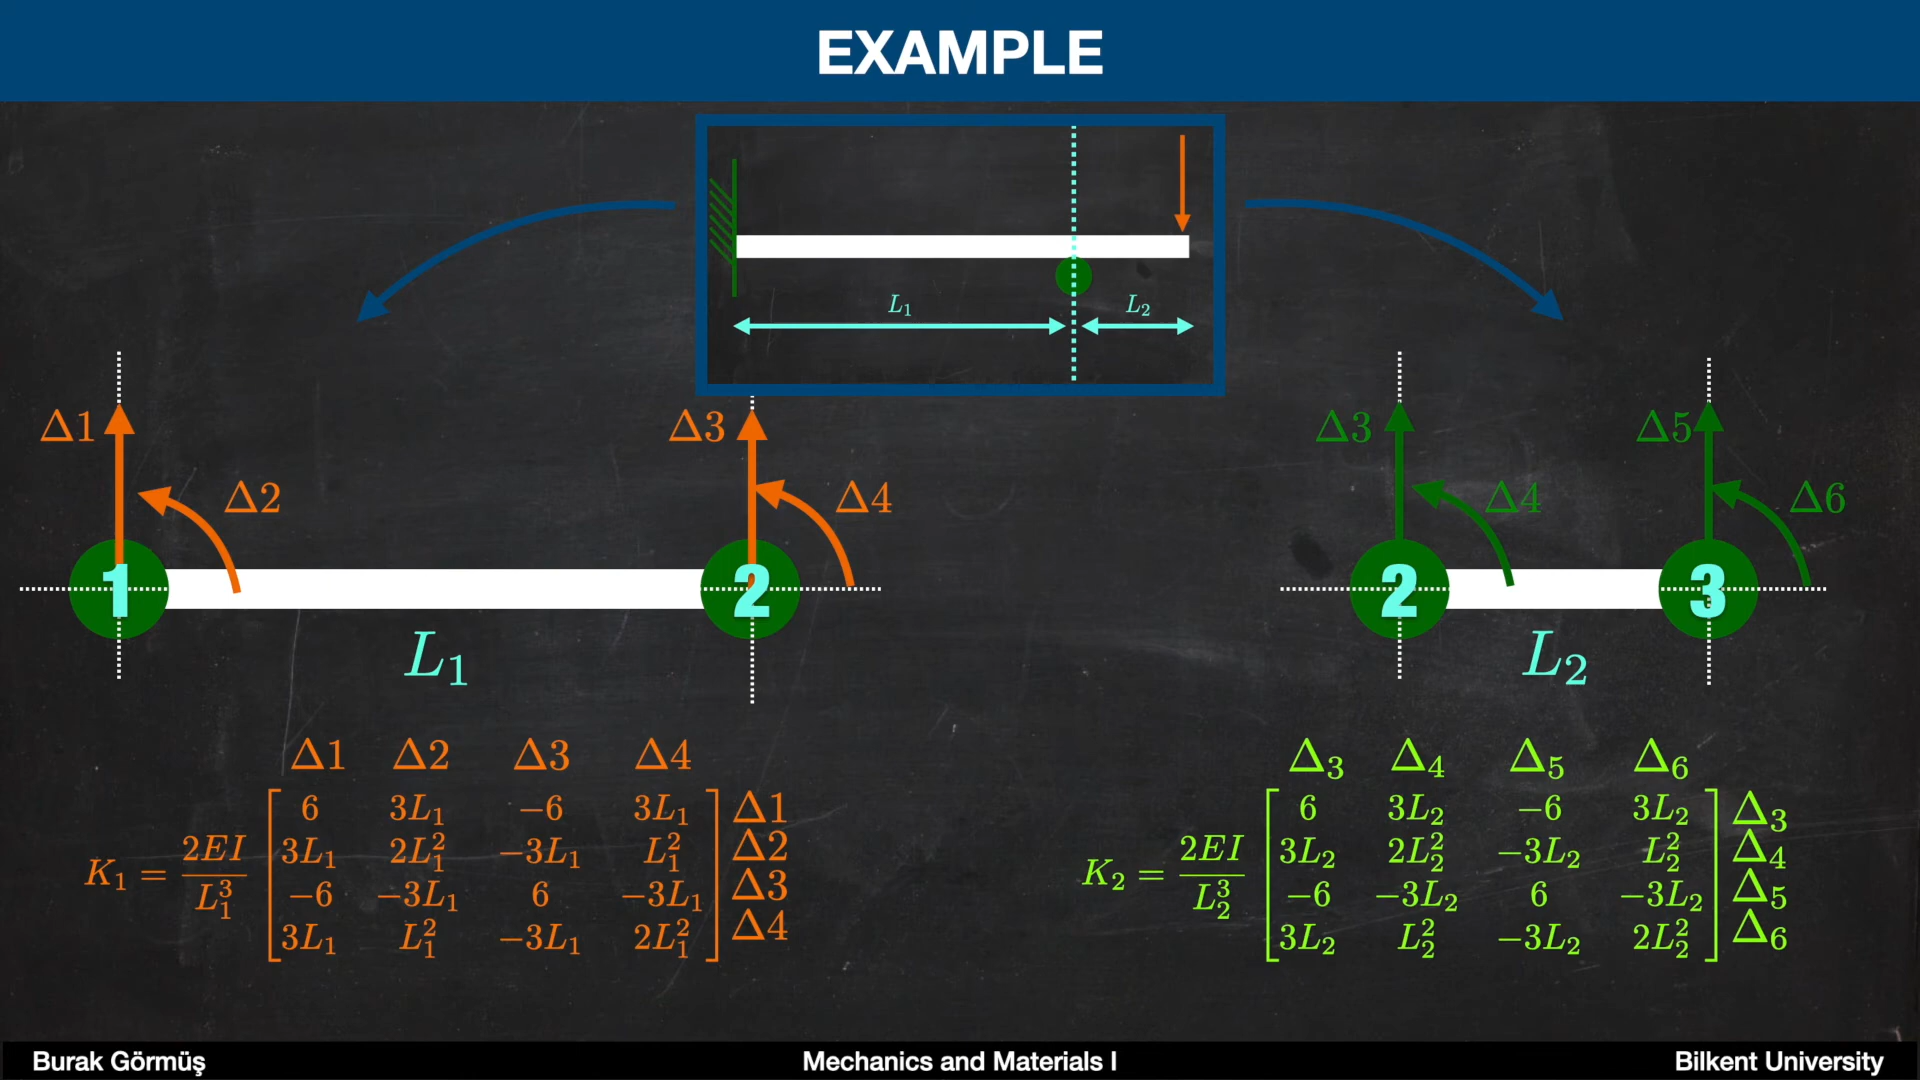 EXAMPLE
L₁
L₂
Δ1
Δ2
Δ3
Δ4
Δ3
Δ4
Δ5
Δ6
1
2
2
3
L₁
L₂
Δ1 Δ2 Δ3 Δ4
K₁ = 2EI/L₁³
6 3L₁ −6 3L₁ Δ1
3L₁ 2L₁² −3L₁ L₁² Δ2
−6 −3L₁ 6 −3L₁ Δ3
3L₁ L₁² −3L₁ 2L₁² Δ4
Δ₃ Δ₄ Δ₅ Δ₆
K₂ = 2EI/L₂³
6 3L₂ −6 3L₂ Δ₃
3L₂ 2L₂² −3L₂ L₂² Δ₄
−6 −3L₂ 6 −3L₂ Δ₅
3L₂ L₂² −3L₂ 2L₂² Δ₆
Burak Görmüş
Mechanics and Materials I
Bilkent University